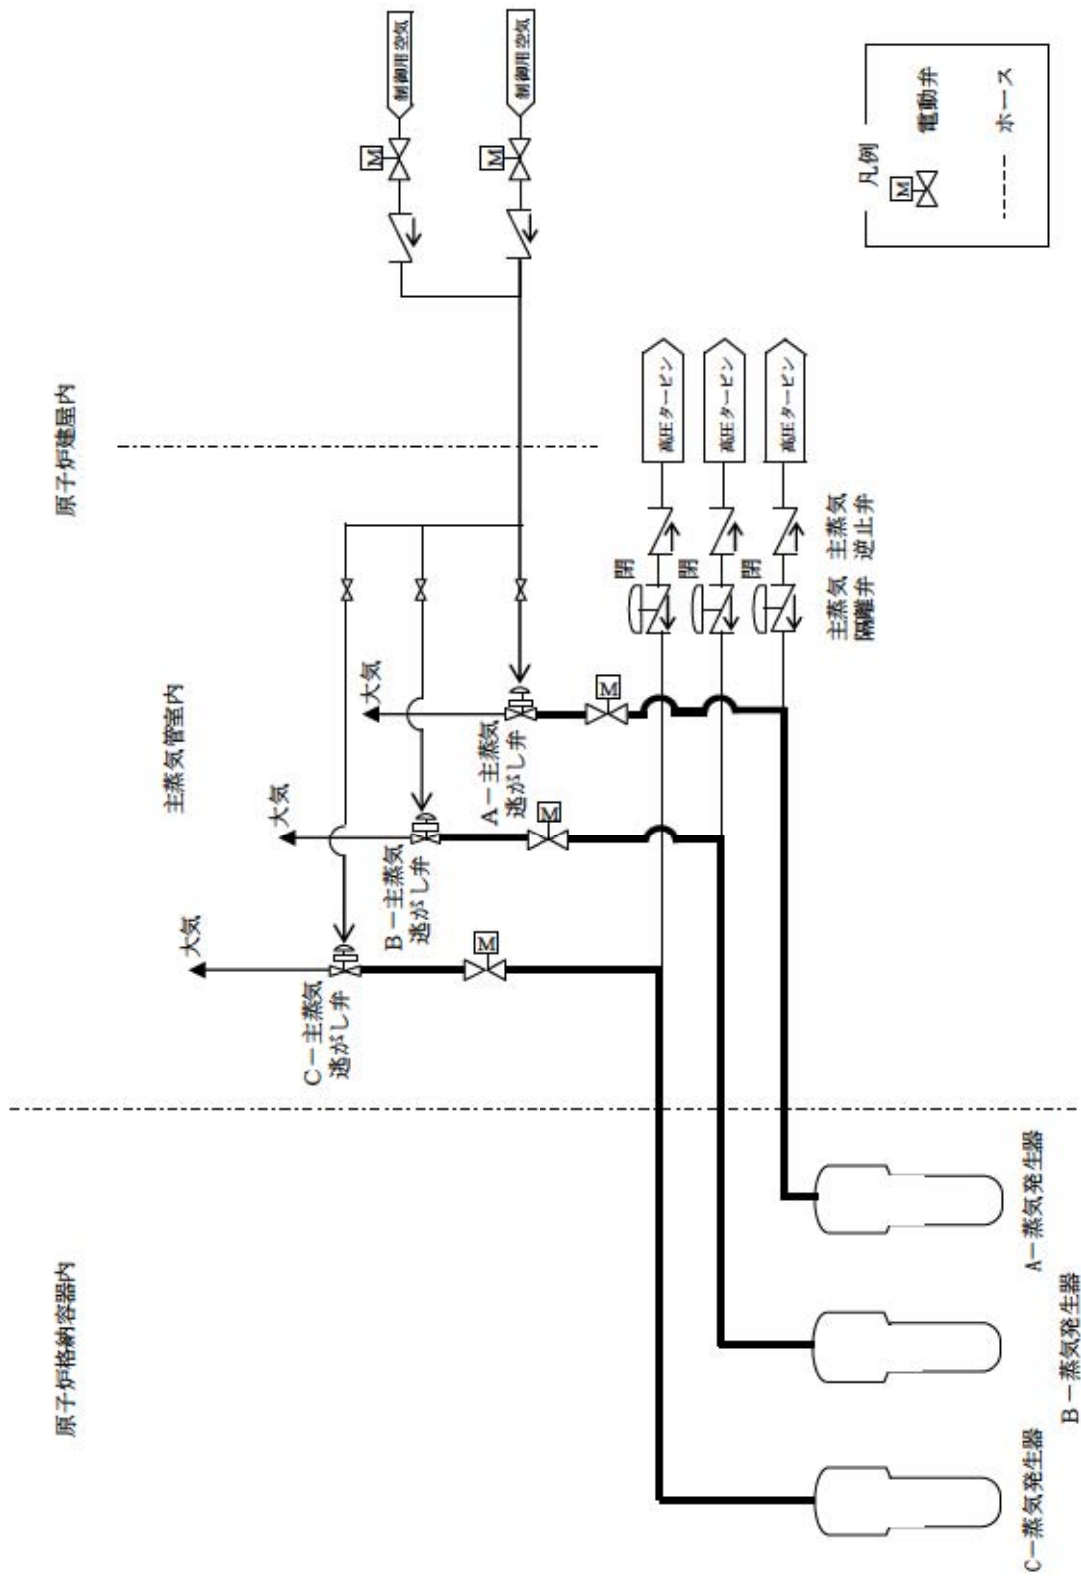 原子炉格納容器内
主蒸気管室内
原子炉建屋内
大気
大気
大気
C－主蒸気
逃がし弁
B－主蒸気
逃がし弁
A－主蒸気
逃がし弁
M
M
M
M
制御用空気
M
制御用空気
閉
閉
閉
高圧タービン
高圧タービン
高圧タービン
主蒸気
隔離弁
主蒸気
逆止弁
C－蒸気発生器
B－蒸気発生器
A－蒸気発生器
凡例
M
電動弁
ホース